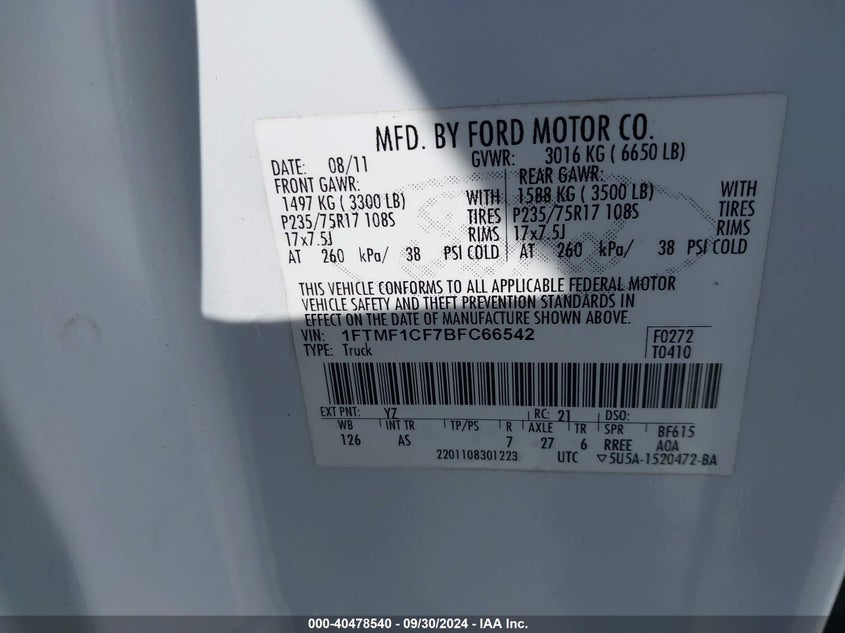 MFD. BY FORD MOTOR CO.
DATE: 08/11 GVWR: 3016 KG ( 6650 LB)
FRONT GAWR: REAR GAWR:
1497 KG ( 3300 LB) WITH 1588 KG ( 3500 LB) WITH
P235/75R17 108S TIRES P235/75R17 108S TIRES
17x7.5J RIMS 17x7.5J RIMS
AT 260 kPa/ 38 PSI COLD AT 260 kPa/ 38 PSI COLD
THIS VEHICLE CONFORMS TO ALL APPLICABLE FEDERAL MOTOR
VEHICLE SAFETY AND THEFT PREVENTION STANDARDS IN
EFFECT ON THE DATE OF MANUFACTURE SHOWN ABOVE.
VIN: 1FTMF1CF7BFC66542 F0272
TYPE: Truck T0410
EXT PNT: YZ RC: 21 DSO:
WB INT TR TP/PS R AXLE TR SPR BF615
126 AS 7 27 6 RREE AOA
2201108301223 UTC ▽5U5A-1520472-BA
000-40478540 - 09/30/2024 - IAA Inc.